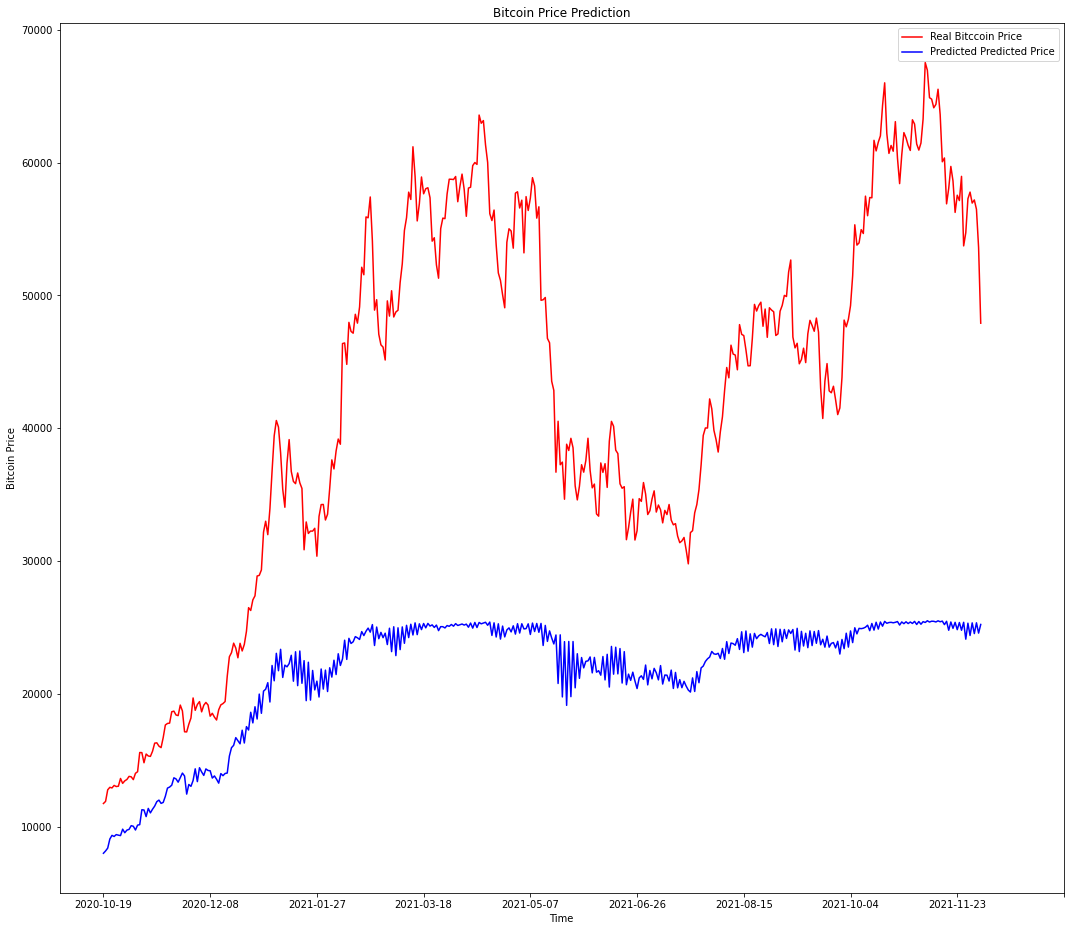 Bitcoin Price Prediction
Real Bitccoin Price
Predicted Predicted Price
70000
60000
50000
40000
30000
20000
10000
Bitcoin Price
2020-10-19 2020-12-08 2021-01-27 2021-03-18 2021-05-07 2021-06-26 2021-08-15 2021-10-04 2021-11-23
Time